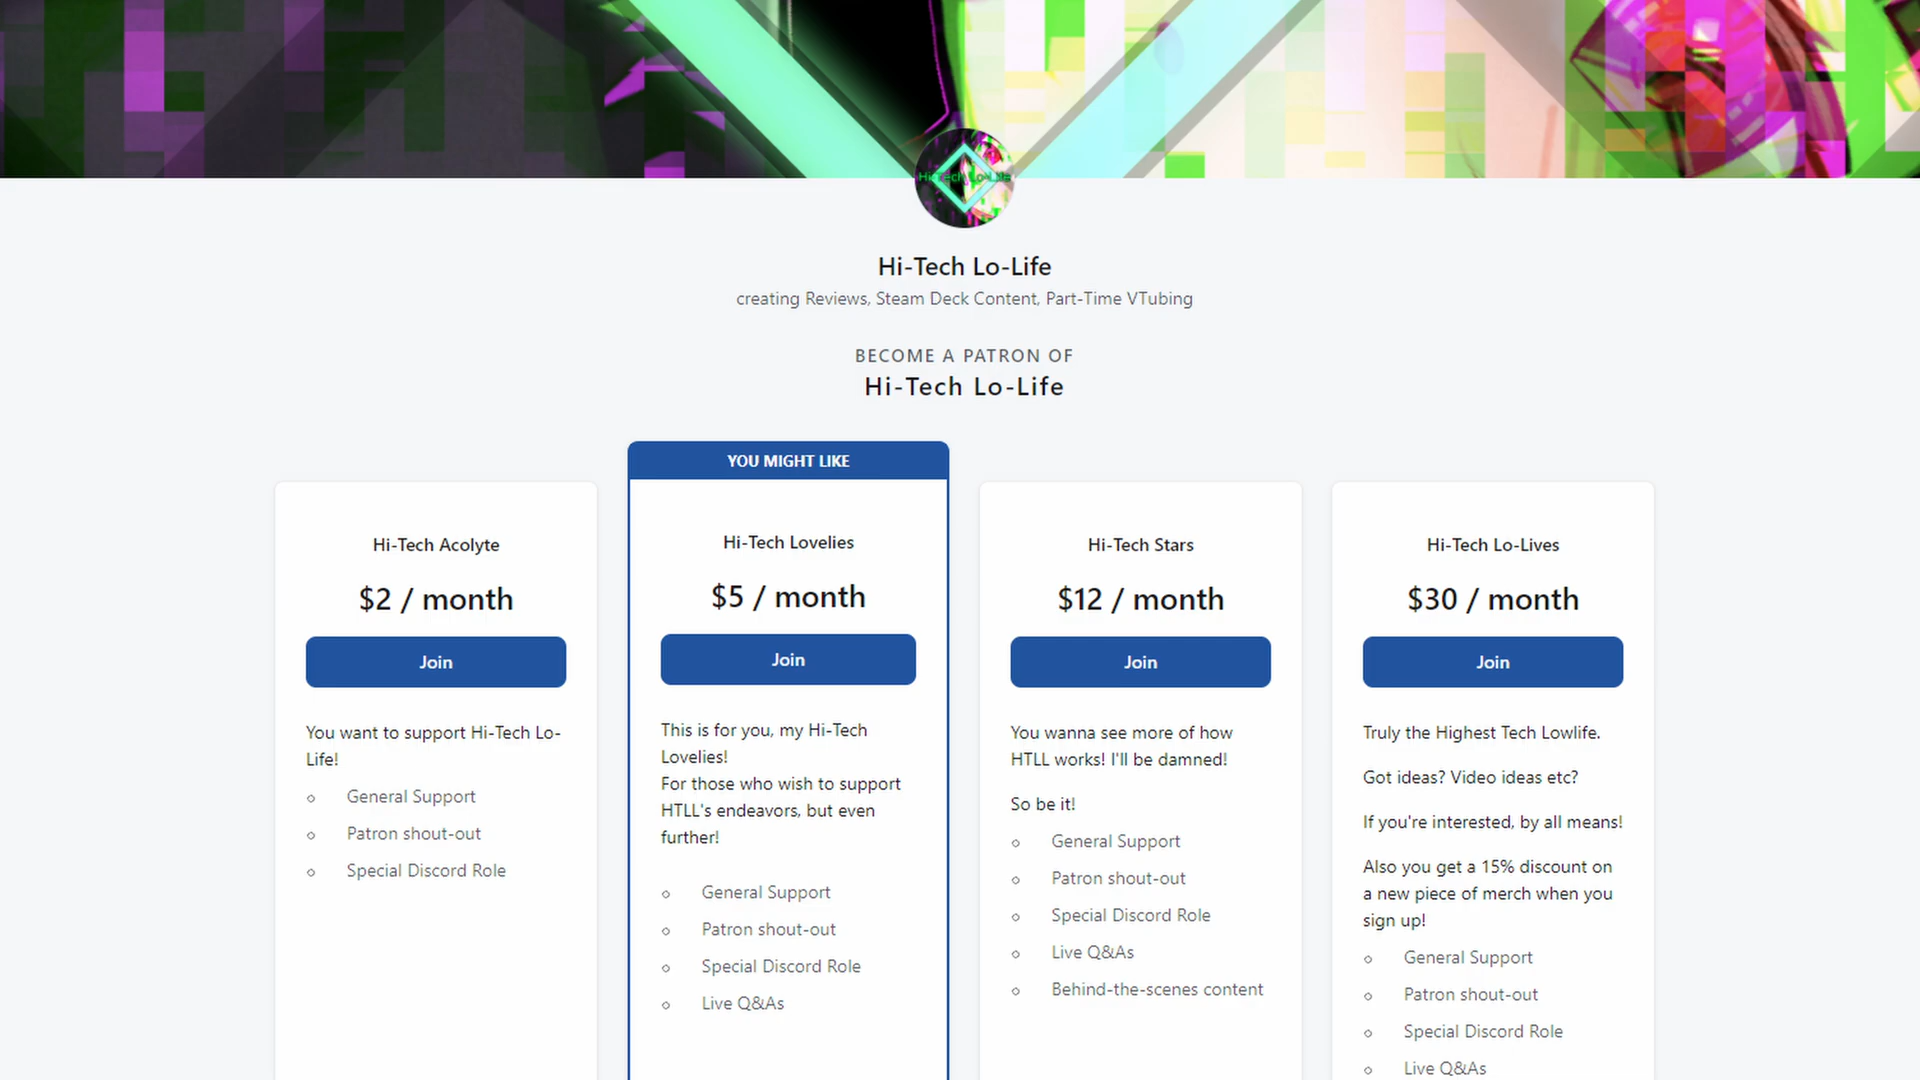 Hi-Tech Lo-Life
Hi-Tech Lo-Life
creating Reviews, Steam Deck Content, Part-Time VTubing
BECOME A PATRON OF
Hi-Tech Lo-Life
Hi-Tech Acolyte
$2 / month
Join
You want to support Hi-Tech Lo-
Life!
General Support
Patron shout-out
Special Discord Role
YOU MIGHT LIKE
Hi-Tech Lovelies
$5 / month
Join
This is for you, my Hi-Tech
Lovelies!
For those who wish to support
HTLL's endeavors, but even
further!
General Support
Patron shout-out
Special Discord Role
Live Q&As
Hi-Tech Stars
$12 / month
Join
You wanna see more of how
HTLL works! I'll be damned!
So be it!
General Support
Patron shout-out
Special Discord Role
Live Q&As
Behind-the-scenes content
Hi-Tech Lo-Lives
$30 / month
Join
Truly the Highest Tech Lowlife.
Got ideas? Video ideas etc?
If you're interested, by all means!
Also you get a 15% discount on
a new piece of merch when you
sign up!
General Support
Patron shout-out
Special Discord Role
Live Q&As